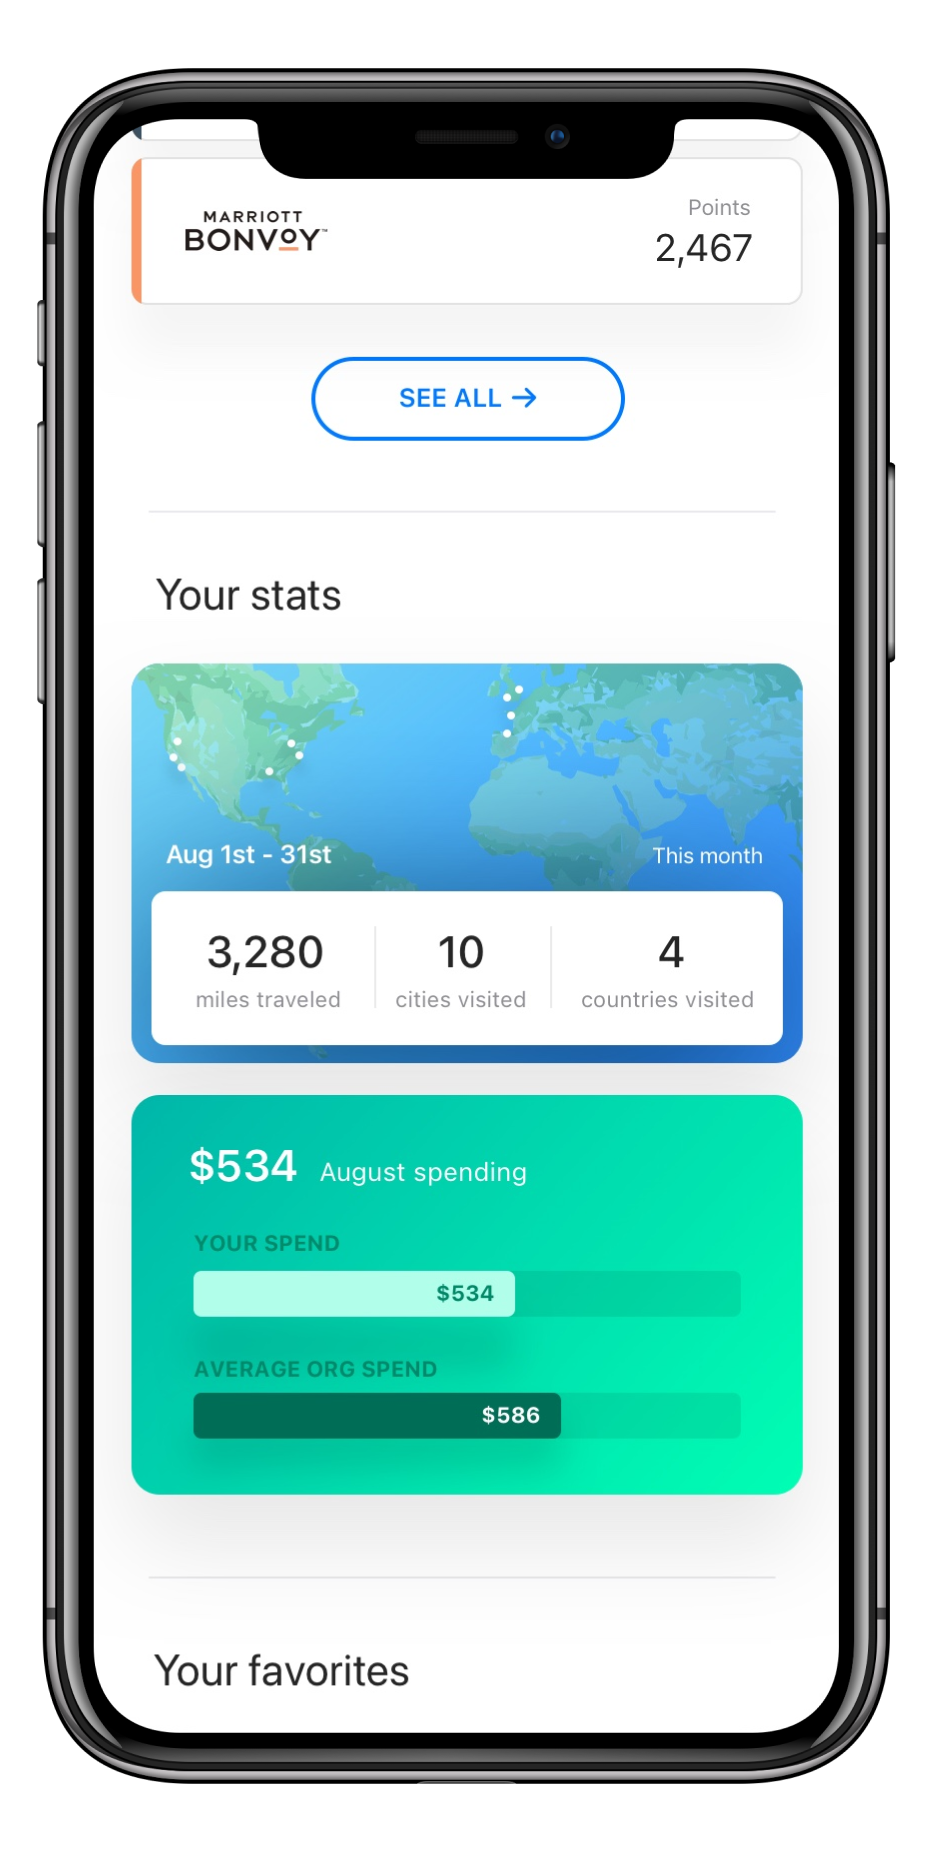 MARRIOTT
BONVOY™
Points
2,467
SEE ALL →
Your stats
Aug 1st - 31st
This month
3,280
miles traveled
10
cities visited
4
countries visited
$534 August spending
YOUR SPEND
$534
AVERAGE ORG SPEND
$586
Your favorites